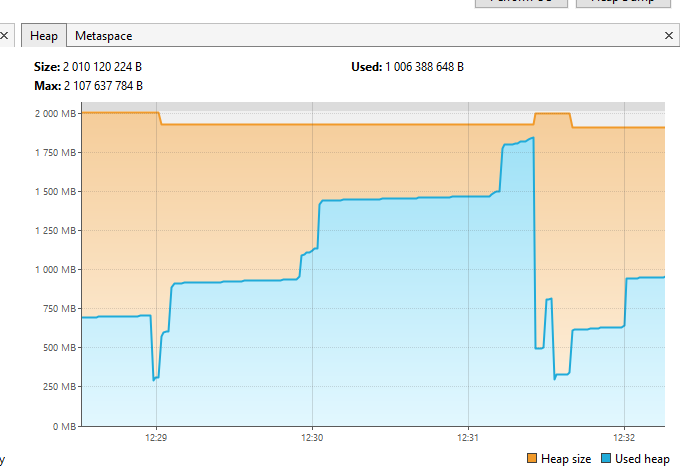 Heap Metaspace
Size: 2 010 120 224 B Used: 1 006 388 648 B
Max: 2 107 637 784 B
2 000 MB
1 750 MB
1 500 MB
1 250 MB
1 000 MB
750 MB
500 MB
250 MB
0 MB
12:29 12:30 12:31 12:32
Heap size Used heap